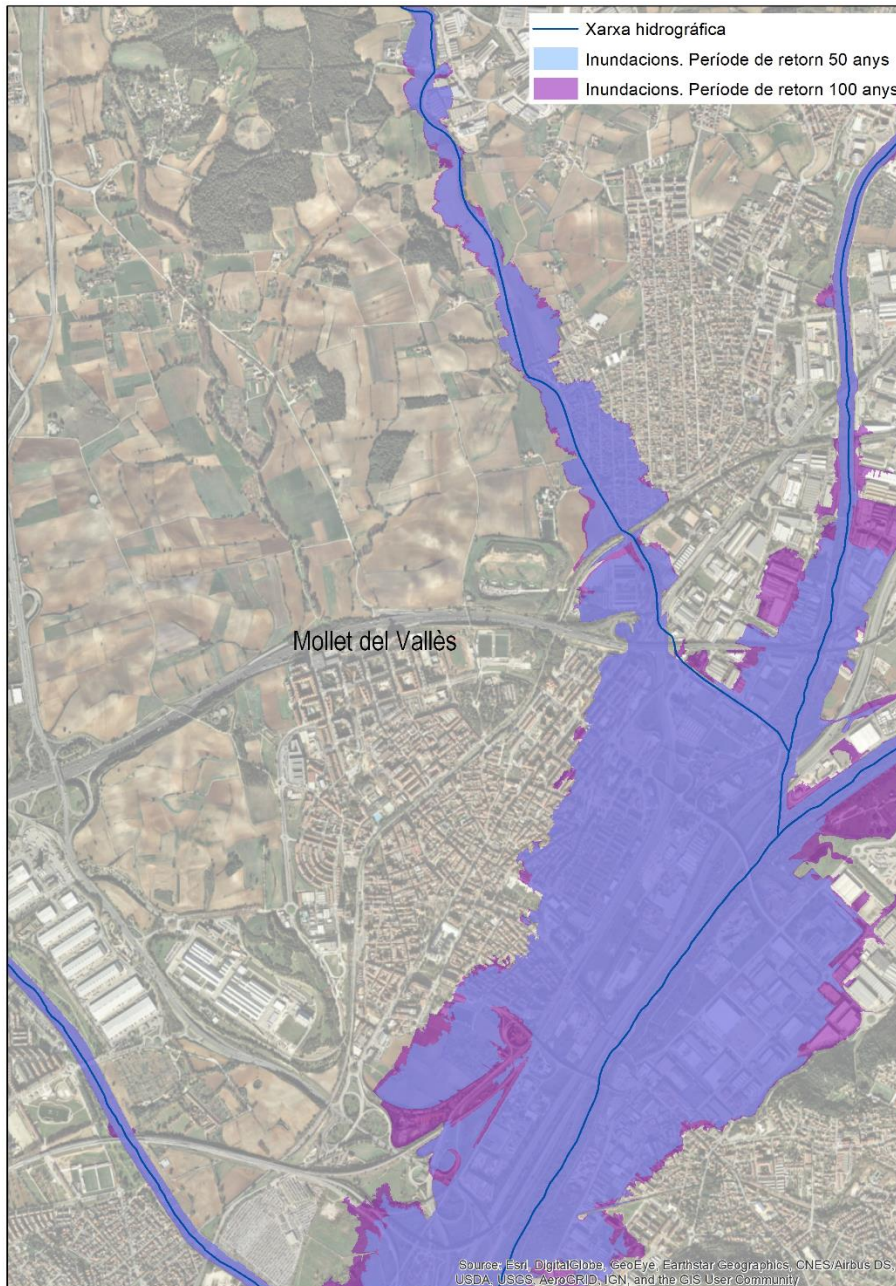 Xarxa hidrográfica
Inundacions. Període de retorn 50 anys
Inundacions. Període de retorn 100 anys
Mollet del Vallès
Source: Esri, DigitalGlobe, GeoEye, Earthstar Geographics, CNES/Airbus DS,
USDA, USGS, AeroGRID, IGN, and the GIS User Community